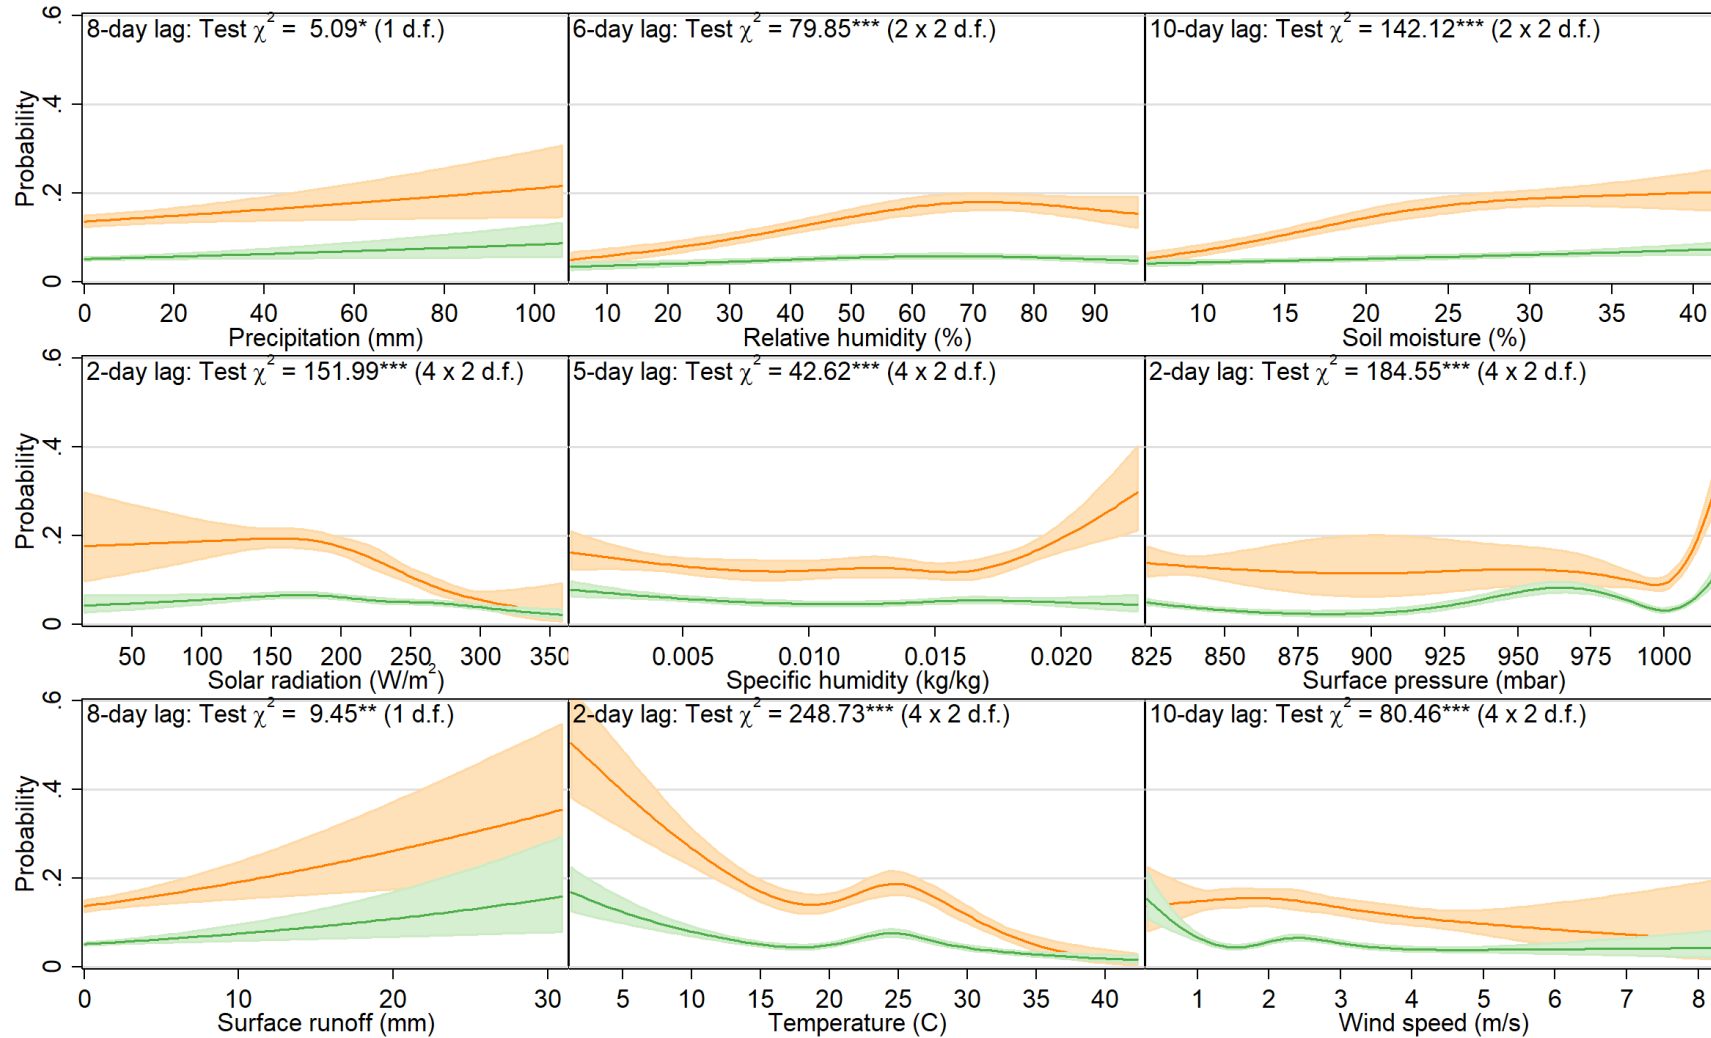 8-day lag: Test χ² = 5.09* (1 d.f.)
6-day lag: Test χ² = 79.85*** (2 x 2 d.f.)
10-day lag: Test χ² = 142.12*** (2 x 2 d.f.)
Probability
0 .2 .4 .6
0 20 40 60 80 100
10 20 30 40 50 60 70 80 90
10 15 20 25 30 35 40
Precipitation (mm)
Relative humidity (%)
Soil moisture (%)
2-day lag: Test χ² = 151.99*** (4 x 2 d.f.)
5-day lag: Test χ² = 42.62*** (4 x 2 d.f.)
2-day lag: Test χ² = 184.55*** (4 x 2 d.f.)
Probability
0 .2 .4 .6
50 100 150 200 250 300 350
0.005 0.010 0.015 0.020
825 850 875 900 925 950 975 1000
Solar radiation (W/m²)
Specific humidity (kg/kg)
Surface pressure (mbar)
8-day lag: Test χ² = 9.45** (1 d.f.)
2-day lag: Test χ² = 248.73*** (4 x 2 d.f.)
10-day lag: Test χ² = 80.46*** (4 x 2 d.f.)
Probability
0 .2 .4 .6
0 10 20 30
5 10 15 20 25 30 35 40
1 2 3 4 5 6 7 8
Surface runoff (mm)
Temperature (C)
Wind speed (m/s)